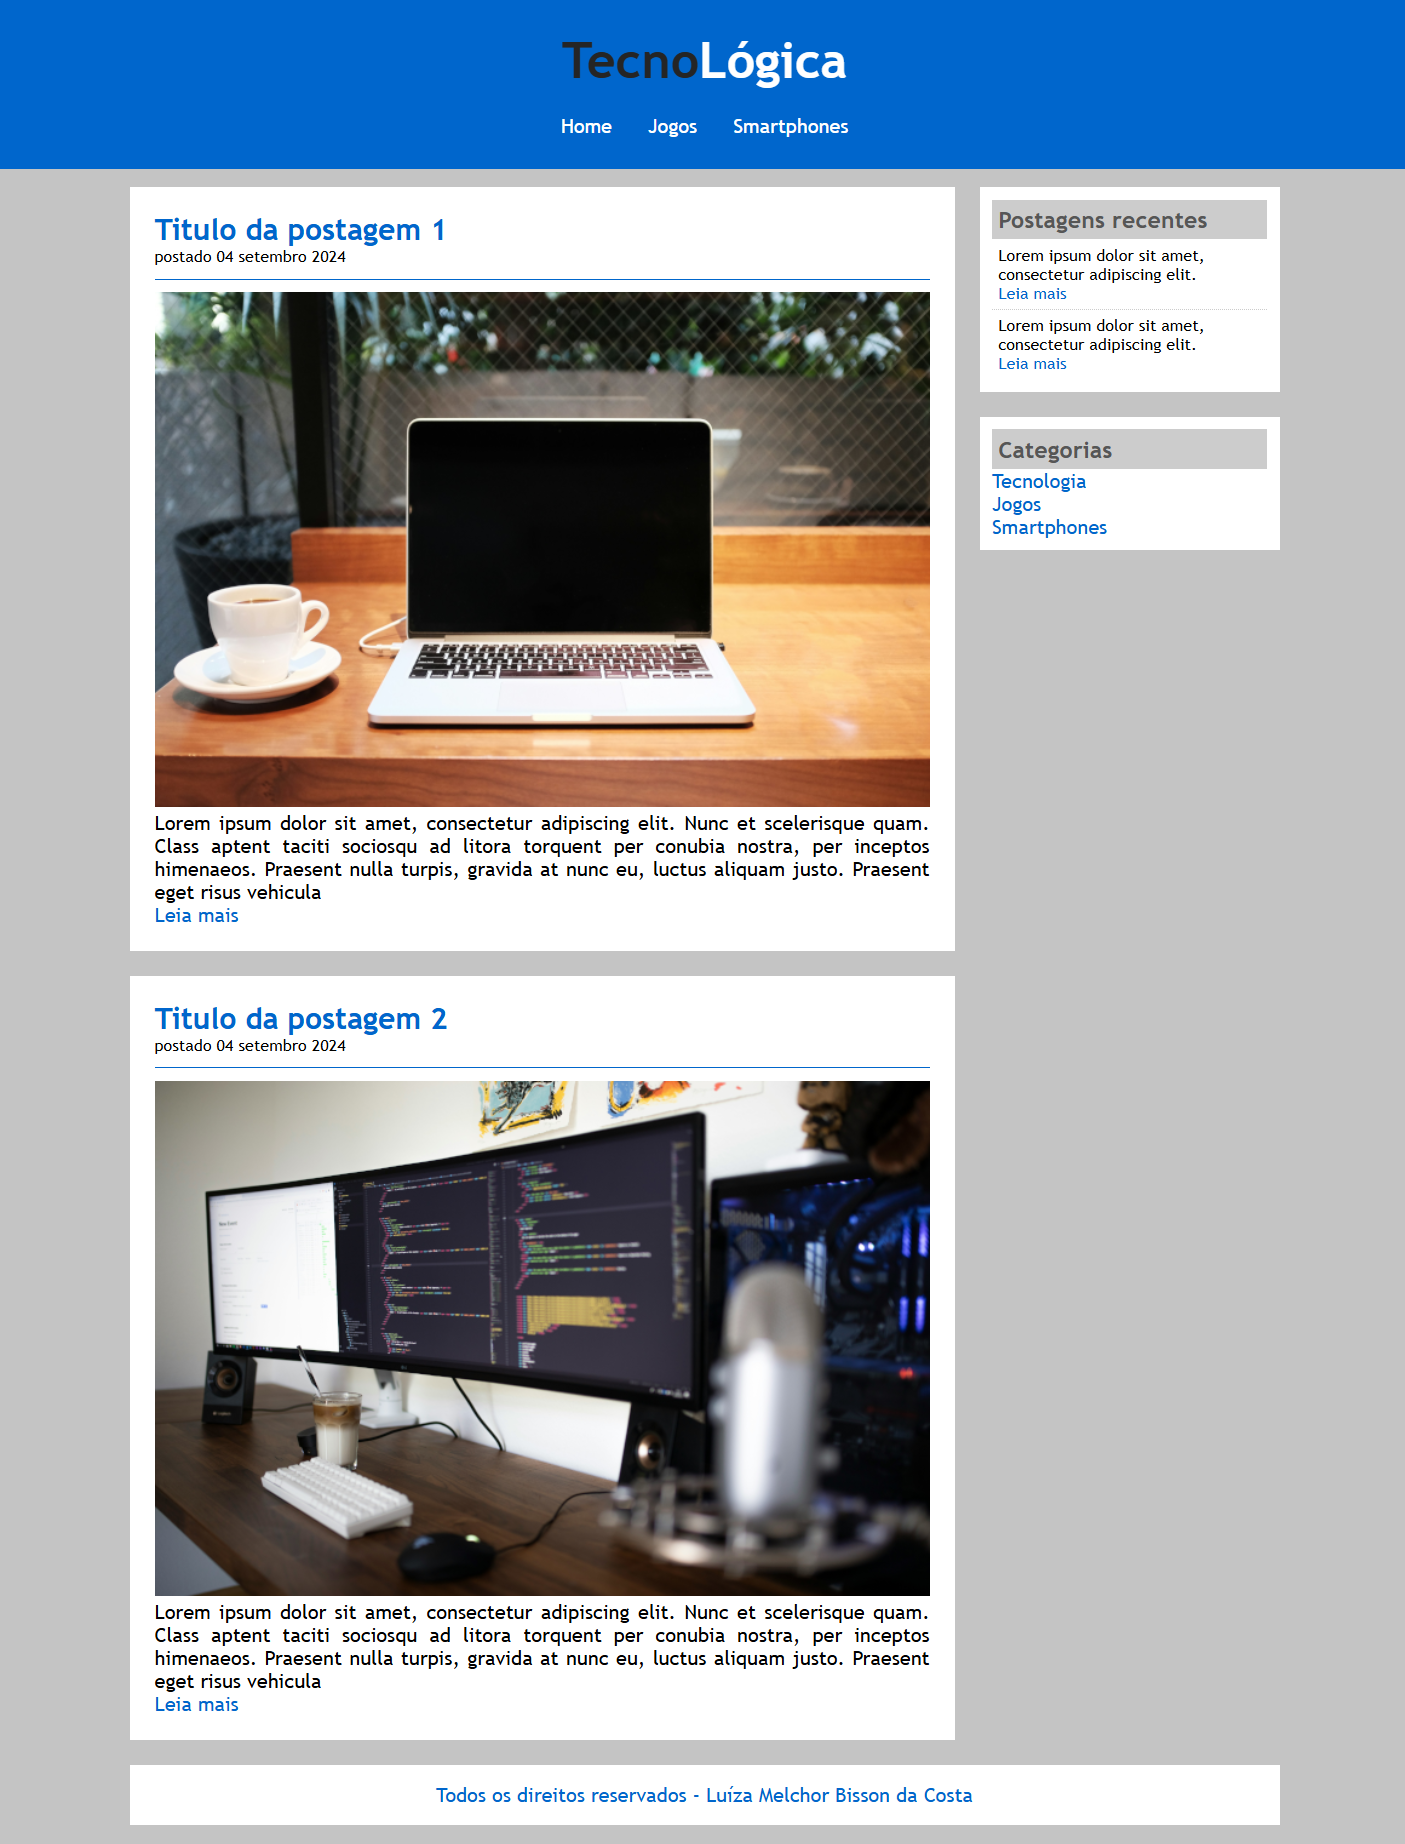 TecnoLógica
Home Jogos Smartphones
Titulo da postagem 1
postado 04 setembro 2024
Lorem ipsum dolor sit amet, consectetur adipiscing elit. Nunc et scelerisque quam.
Class aptent taciti sociosqu ad litora torquent per conubia nostra, per inceptos
himenaeos. Praesent nulla turpis, gravida at nunc eu, luctus aliquam justo. Praesent
eget risus vehicula
Leia mais
Titulo da postagem 2
postado 04 setembro 2024
Lorem ipsum dolor sit amet, consectetur adipiscing elit. Nunc et scelerisque quam.
Class aptent taciti sociosqu ad litora torquent per conubia nostra, per inceptos
himenaeos. Praesent nulla turpis, gravida at nunc eu, luctus aliquam justo. Praesent
eget risus vehicula
Leia mais
Postagens recentes
Lorem ipsum dolor sit amet,
consectetur adipiscing elit.
Leia mais
Lorem ipsum dolor sit amet,
consectetur adipiscing elit.
Leia mais
Categorias
Tecnologia
Jogos
Smartphones
Todos os direitos reservados - Luíza Melchor Bisson da Costa